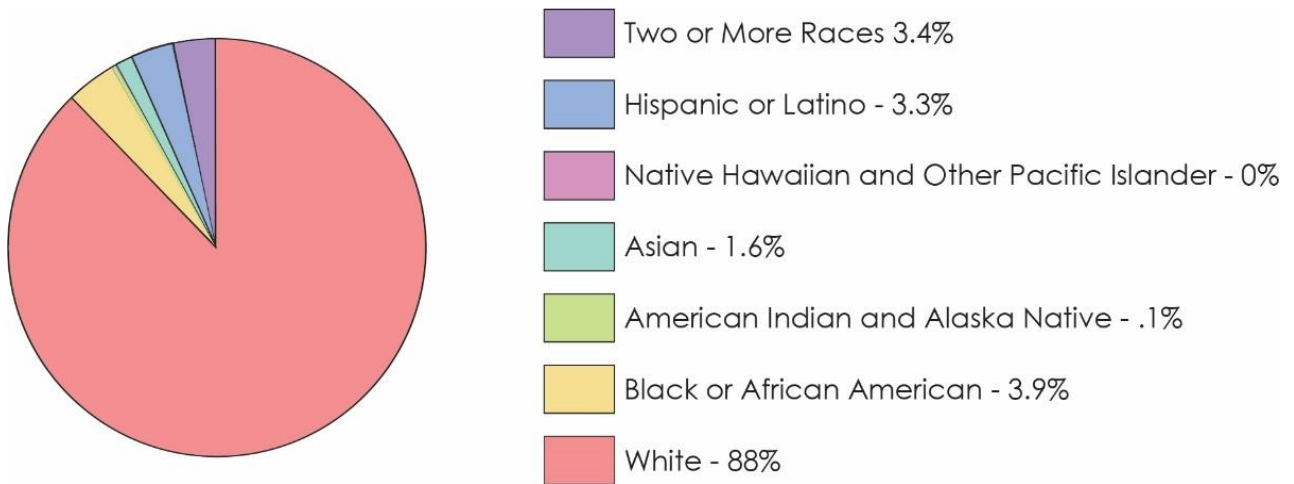 Two or More Races 3.4%
Hispanic or Latino - 3.3%
Native Hawaiian and Other Pacific Islander - 0%
Asian - 1.6%
American Indian and Alaska Native - .1%
Black or African American - 3.9%
White - 88%